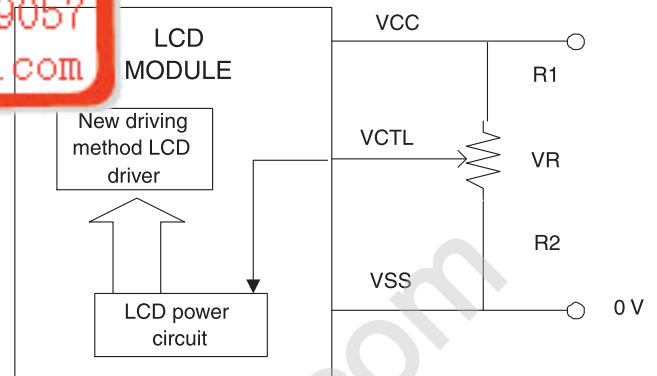 9057
.com
LCD
MODULE
VCC
R1
New driving
method LCD
driver
VCTL
VR
R2
VSS
LCD power
circuit
0 V
.com